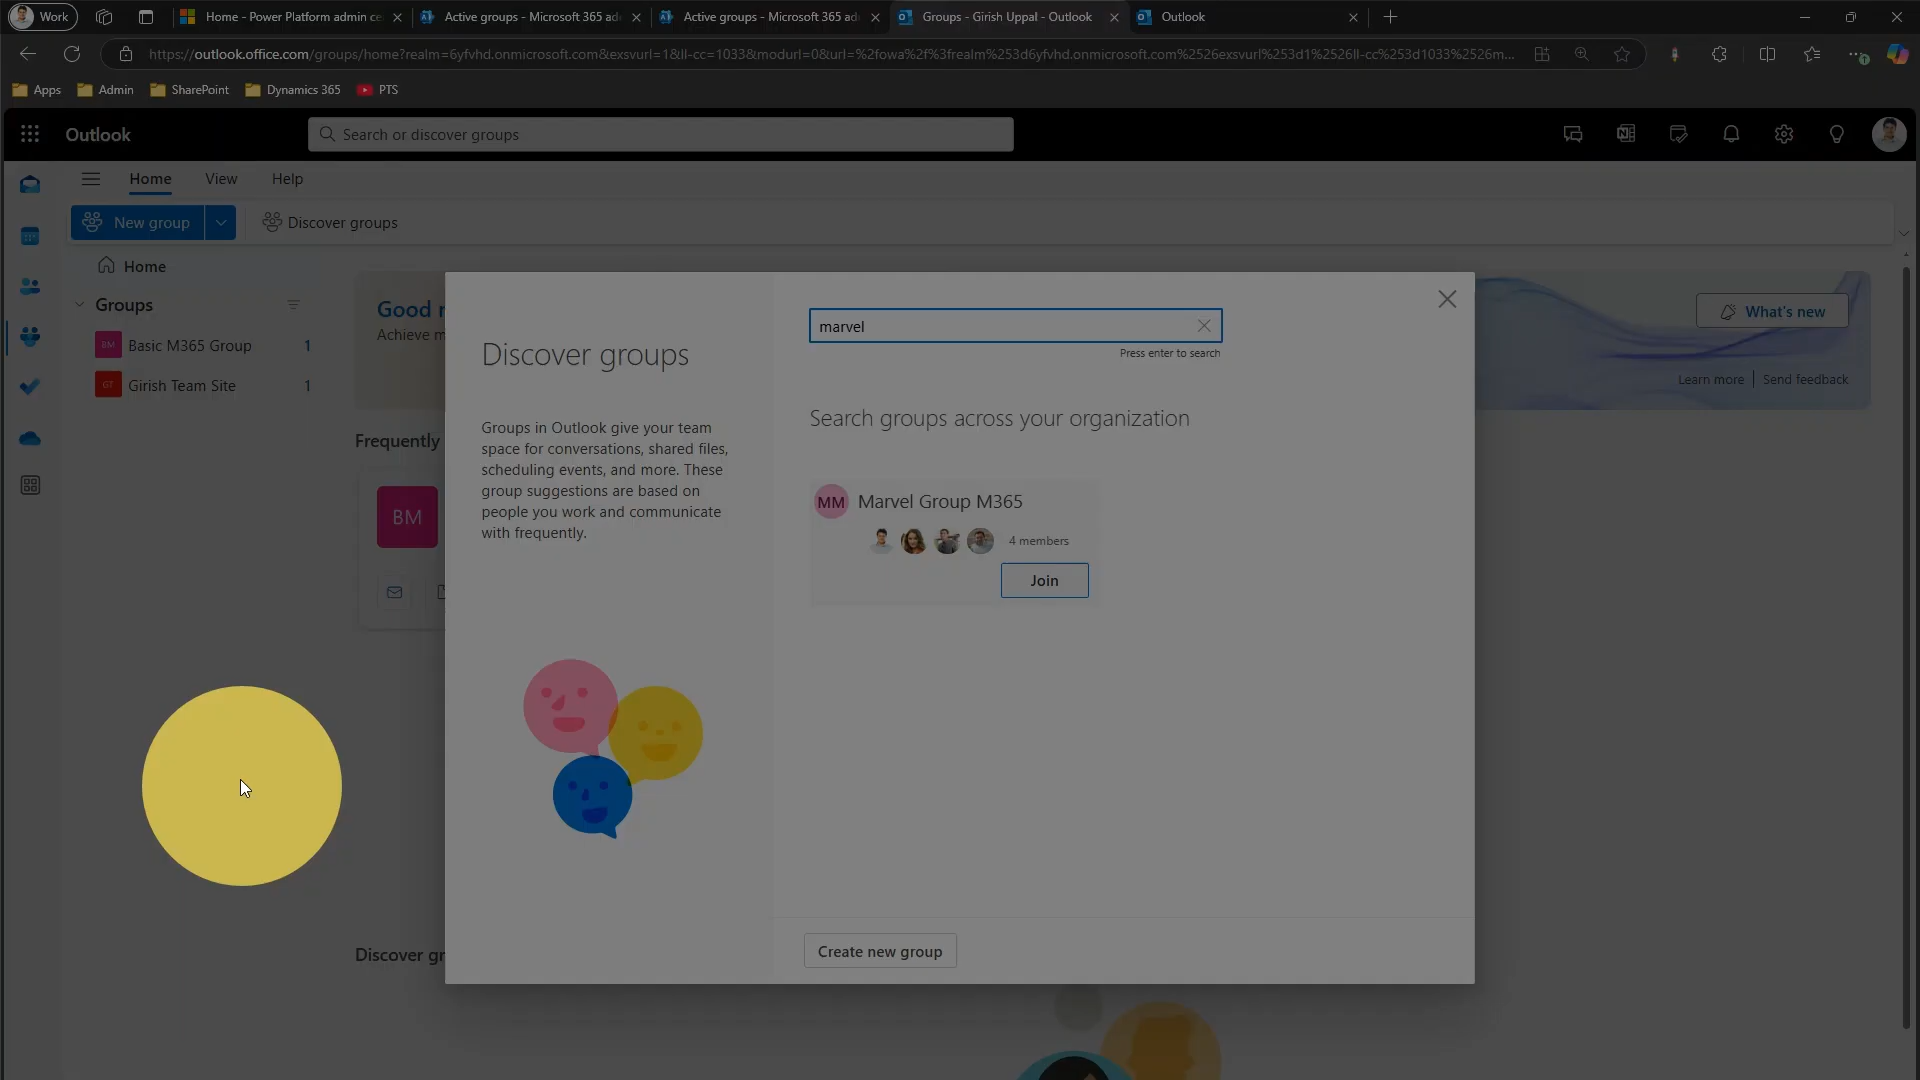 Work
Home - Power Platform admin ce
Active groups - Microsoft 365 ad
Active groups - Microsoft 365 ad
Groups - Girish Uppal - Outlook
Outlook
https://outlook.office.com/groups/home?realm=6yfvhd.onmicrosoft.com&exsvurl=1&ll-cc=1033&modurl=0&url=%2fowa%2f%3frealm%253d6yfvhd.onmicrosoft.com%2526exsvurl%253d1%2526ll-cc%253d1033%2526m...
Apps
Admin
SharePoint
Dynamics 365
PTS
Outlook
Search or discover groups
Home
View
Help
New group
Discover groups
Home
Groups
BM Basic M365 Group 1
GT Girish Team Site 1
Good
Achieve m
What's new
Learn more
Send feedback
Frequently
BM
Discover gr
Discover groups
Groups in Outlook give your team
space for conversations, shared files,
scheduling events, and more. These
group suggestions are based on
people you work and communicate
with frequently.
marvel
Press enter to search
Search groups across your organization
MM Marvel Group M365
4 members
Join
Create new group